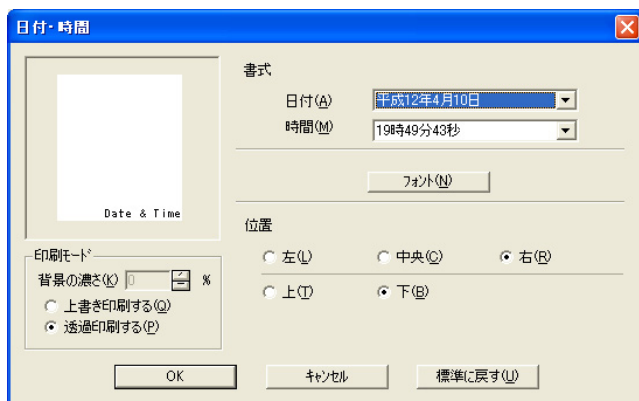 日付・時間
書式
日付(A) 平成12年4月10日
時間(M) 19時49分43秒
フォント(N)
Date & Time
位置
左(L) 中央(C) 右(R)
上(T) 下(B)
印刷モード
背景の濃さ(K) 0 %
上書き印刷する(Q)
透過印刷する(P)
OK キャンセル 標準に戻す(U)